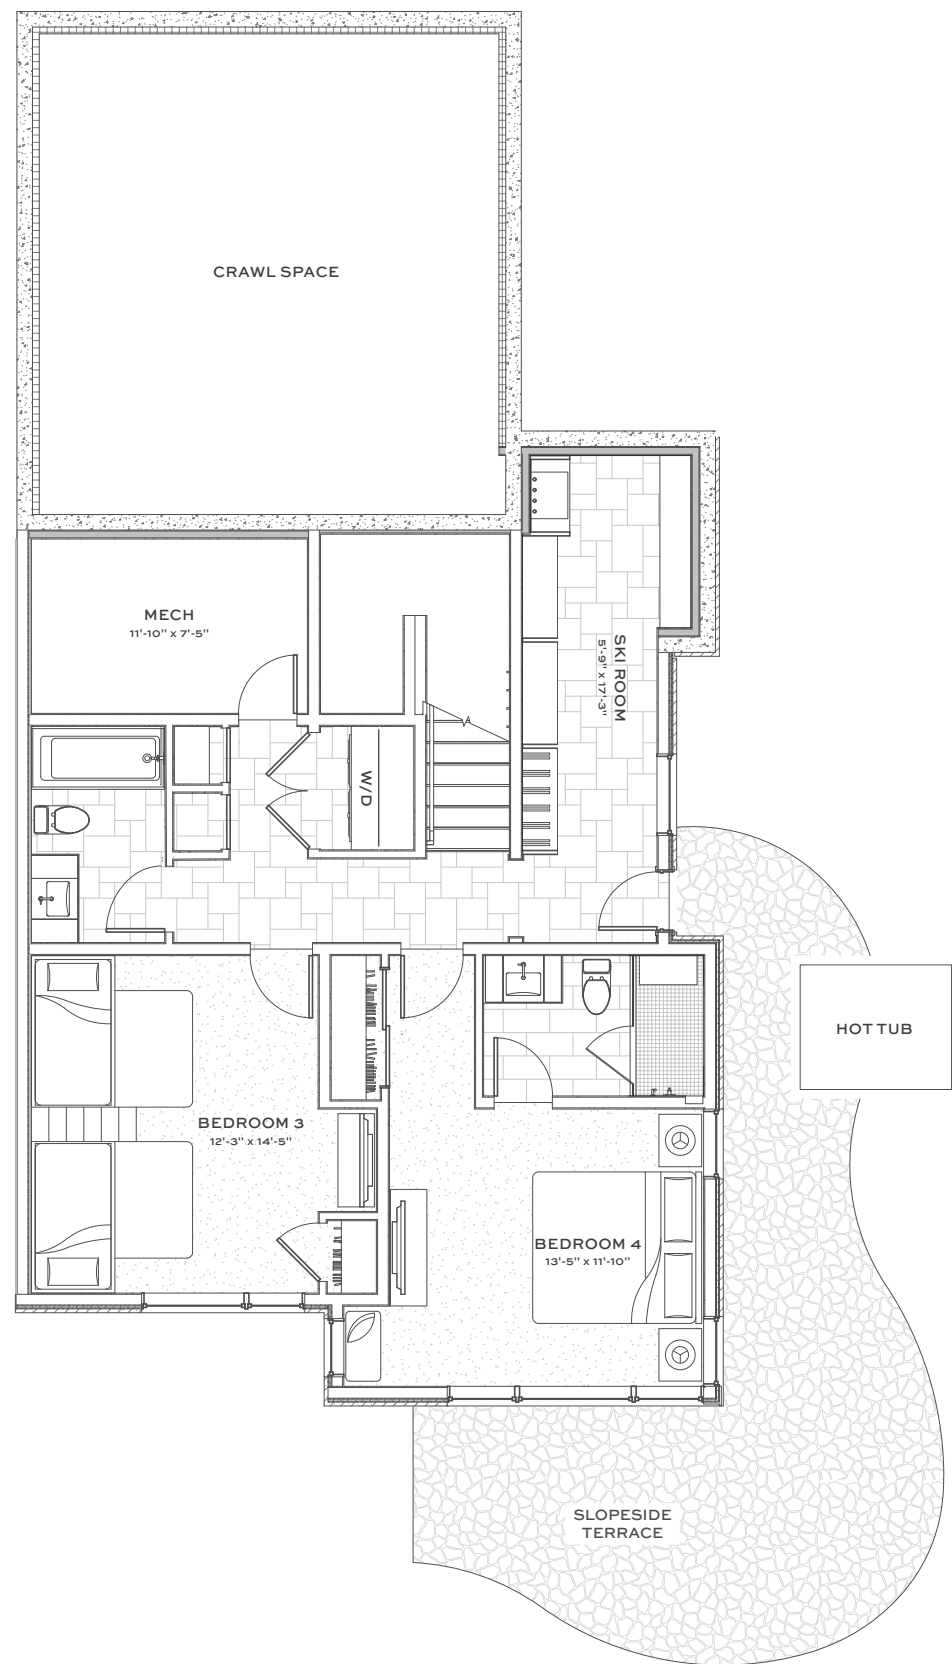 CRAWL SPACE
MECH
11'-10" x 7'-5"
SKI ROOM
5'-9" x 17'-3"
W/D
HOT TUB
BEDROOM 3
12'-3" x 14'-5"
BEDROOM 4
13'-5" x 11'-10"
SLOPESIDE
TERRACE